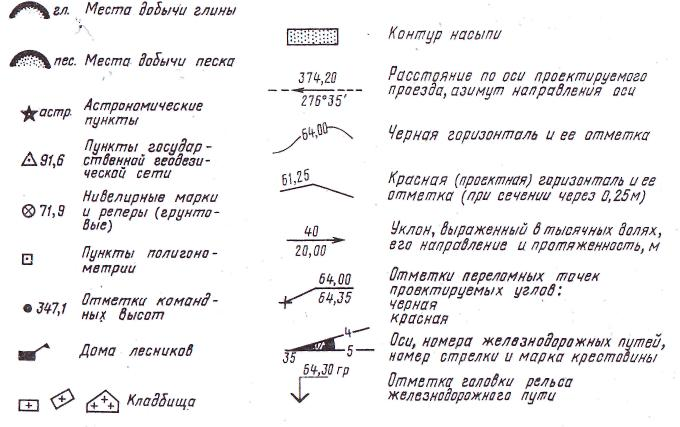 гл. Места добычи глины
пес. Места добычи песка
астр. Астрономические
пункты
91,6 Пункты государ-
ственной геодези-
ческой сети
71,9 Нивелирные марки
и реперы (грунто-
вые)
Пункты полигоно-
метрии
347,1 Отметки команд-
ных высот
Дома лесников
Кладбища
Контур насыпи
374,20
276°35'
Расстояние по оси проектируемого
проезда, азимут направления оси
64,00
Черная горизонталь и ее отметка
61,25
Красная (проектная) горизонталь и ее
отметка (при сечении через 0,25м)
40
20,00
Уклон, выраженный в тысячных долях,
его направление и протяженность, м
64,00
64,35
Отметки переломных точек
проектируемых углов:
черная
красная
4
35 5
Оси, номера железнодорожных путей,
номер стрелки и марка крестовины
64,30 гр
Отметка головки рельса
железнодорожного пути